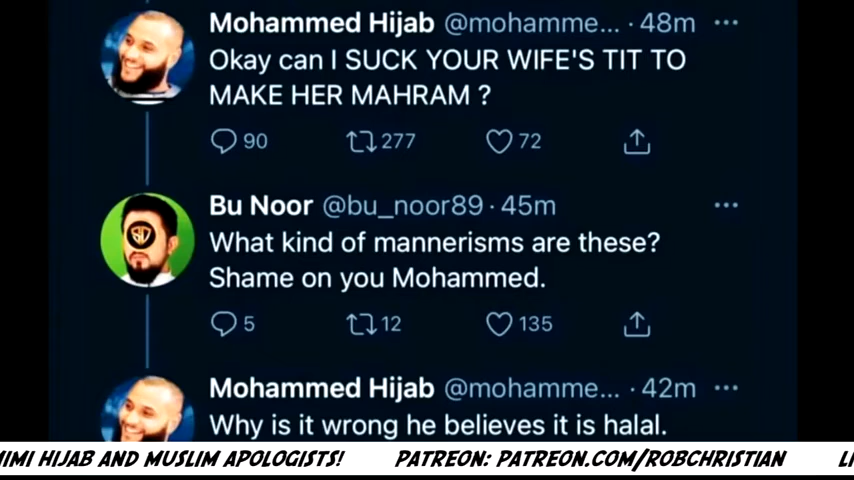 Mohammed Hijab @mohamme... · 48m ···
Okay can I SUCK YOUR WIFE'S TIT TO
MAKE HER MAHRAM ?
90 277 72
Bu Noor @bu_noor89 · 45m ···
What kind of mannerisms are these?
Shame on you Mohammed.
5 12 135
Mohammed Hijab @mohamme... · 42m ···
Why is it wrong he believes it is halal.
HIJAB AND MUSLIM APOLOGISTS! PATREON: PATREON.COM/ROBCHRISTIAN